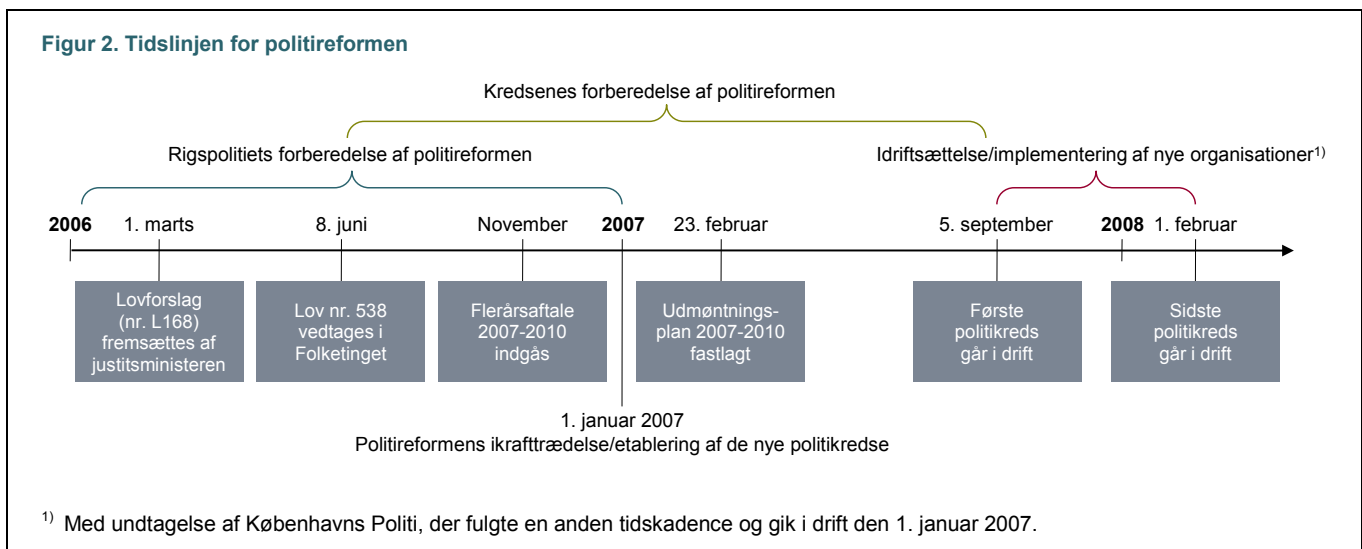 Figur 2. Tidslinjen for politireformen
Kredsenes forberedelse af politireformen
Rigspolitiets forberedelse af politireformen
Idriftsættelse/implementering af nye organisationer1)
2006
1. marts
8. juni
November
2007
23. februar
5. september
2008
1. februar
Lovforslag
(nr. L168)
fremsættes af
justitsministeren
Lov nr. 538
vedtages i
Folketinget
Flerårsaftale
2007-2010
indgås
Udmøntnings-
plan 2007-2010
fastlagt
Første
politikreds
går i drift
Sidste
politikreds
går i drift
1. januar 2007
Politireformens ikrafttrædelse/etablering af de nye politikredse
1) Med undtagelse af Københavns Politi, der fulgte en anden tidskadence og gik i drift den 1. januar 2007.